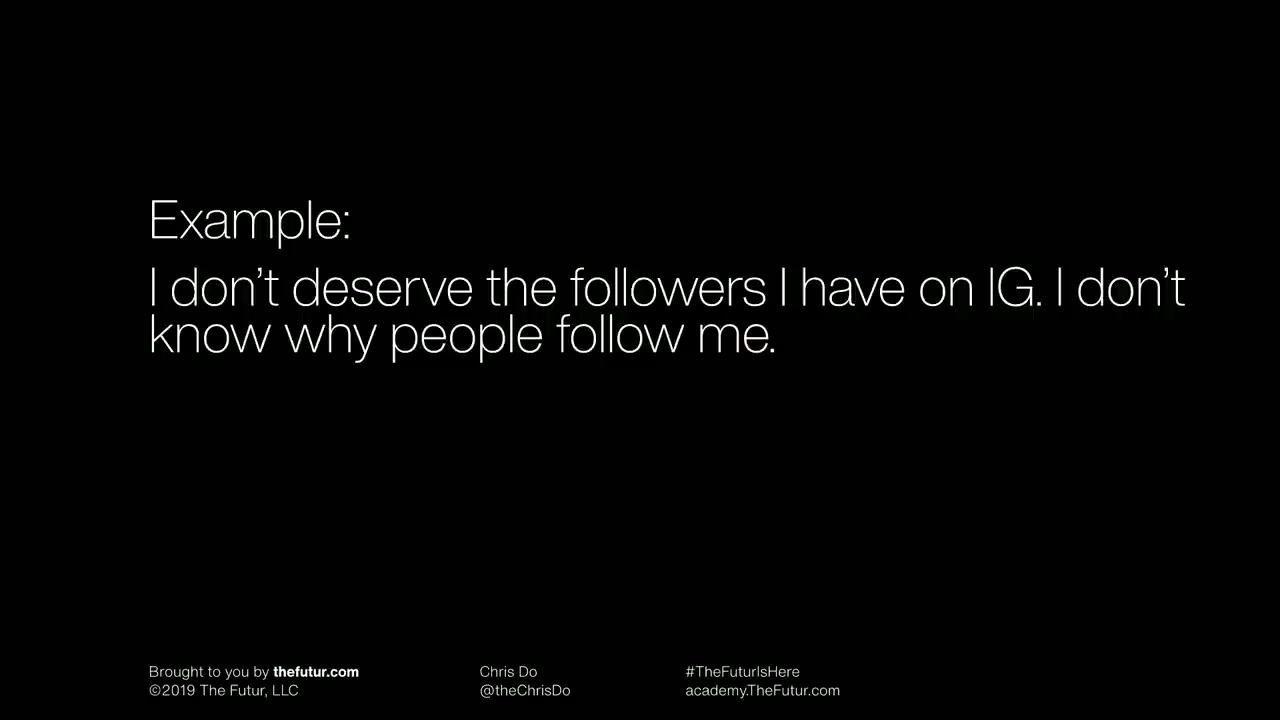 Example:
I don’t deserve the followers I have on IG. I don’t
know why people follow me.
Brought to you by thefutur.com
©2019 The Futur, LLC
Chris Do
@theChrisDo
#TheFuturIsHere
academy.TheFutur.com